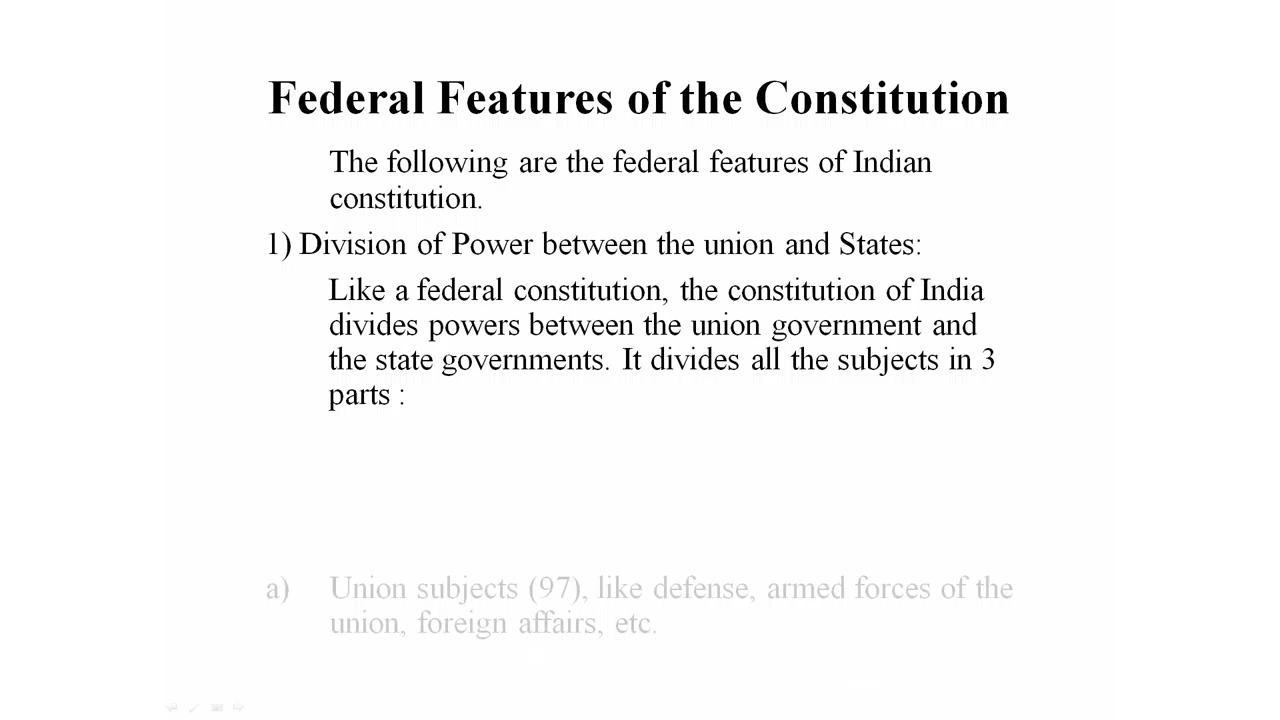 Federal Features of the Constitution
The following are the federal features of Indian
constitution.
1) Division of Power between the union and States:
Like a federal constitution, the constitution of India
divides powers between the union government and
the state governments. It divides all the subjects in 3
parts :
a) Union subjects (97), like defense, armed forces of the
union, foreign affairs, etc.